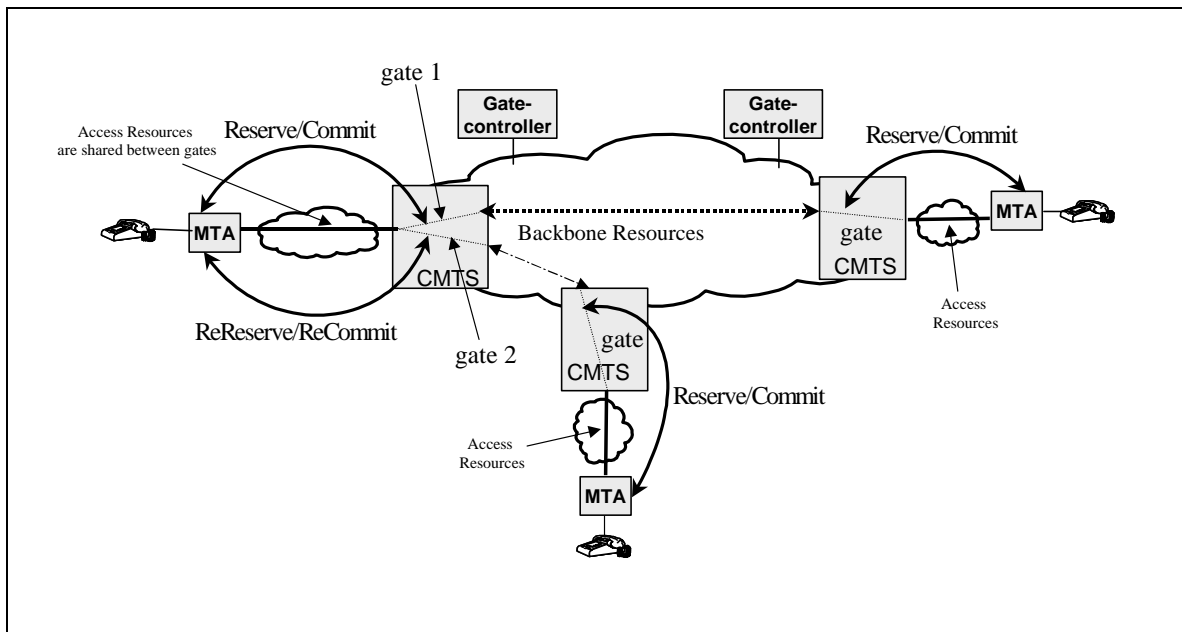 gate 1
Gate-
controller
Gate-
controller
Access Resources
are shared between gates
Reserve/Commit
Reserve/Commit
MTA
MTA
Backbone Resources
gate
CMTS
CMTS
Access
Resources
ReReserve/ReCommit
gate 2
gate
CMTS
Reserve/Commit
Access
Resources
MTA